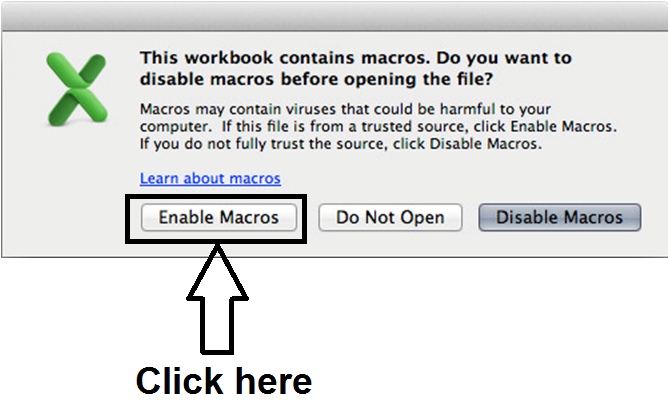 This workbook contains macros. Do you want to
disable macros before opening the file?
Macros may contain viruses that could be harmful to your
computer.  If this file is from a trusted source, click Enable Macros.
If you do not fully trust the source, click Disable Macros.
Learn about macros
Enable Macros Do Not Open Disable Macros
Click here